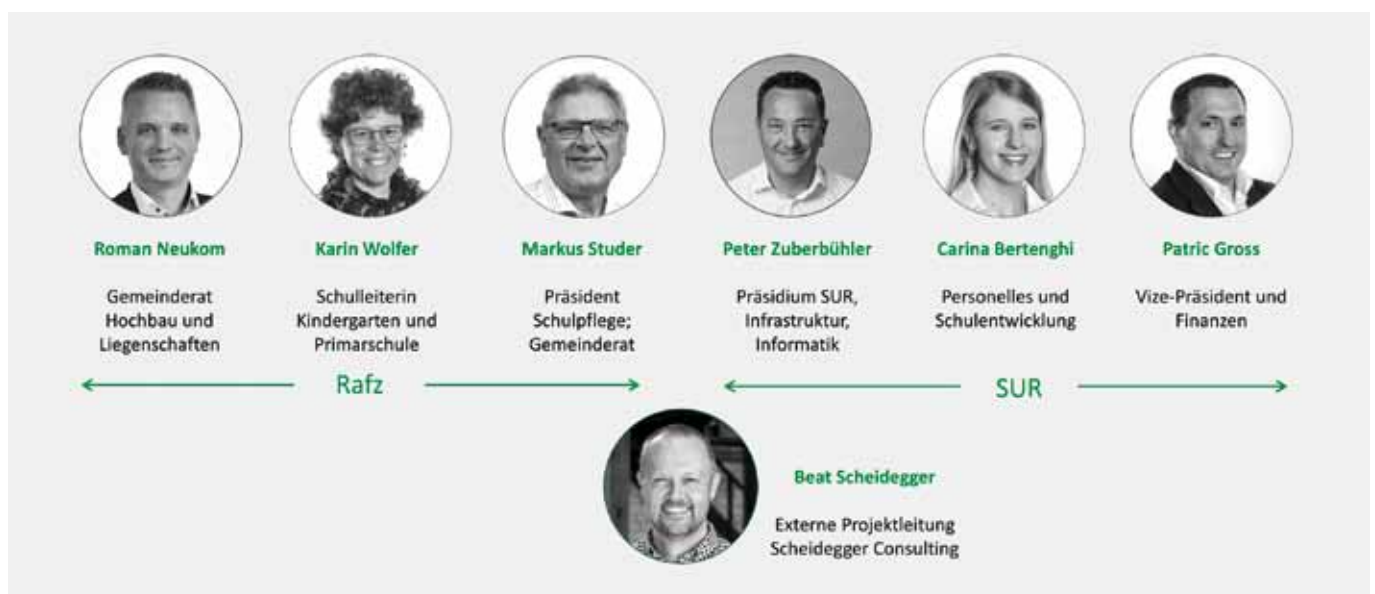 Roman Neukom
Gemeinderat
Hochbau und
Liegenschaften
Karin Wolfer
Schulleiterin
Kindergarten und
Primarschule
Markus Studer
Präsident
Schulpflege;
Gemeinderat
Peter Zuberbühler
Präsidium SUR,
Infrastruktur,
Informatik
Carina Bertenghi
Personelles und
Schulentwicklung
Patric Gross
Vize-Präsident und
Finanzen
Rafz
SUR
Beat Scheidegger
Externe Projektleitung
Scheidegger Consulting